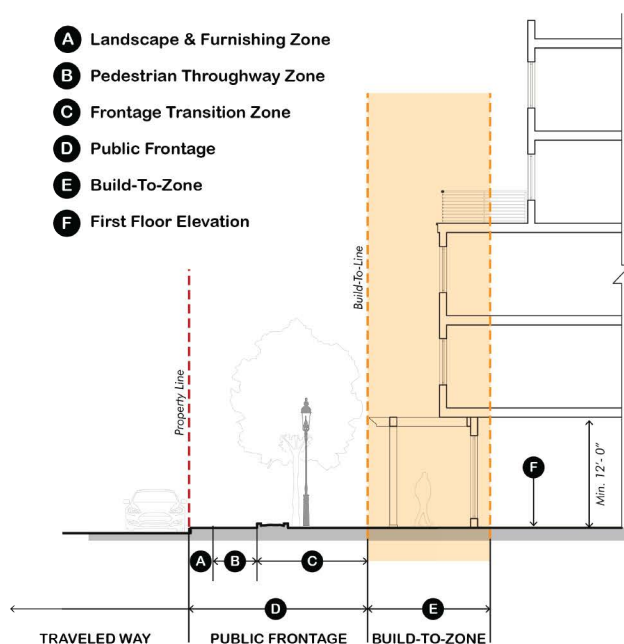 A Landscape & Furnishing Zone
B Pedestrian Throughway Zone
C Frontage Transition Zone
D Public Frontage
E Build-To-Zone
F First Floor Elevation
Build-To-Line
Property Line
F
Min. 12'- 0"
A
B
C
D
E
TRAVELED WAY
PUBLIC FRONTAGE
BUILD-TO-ZONE